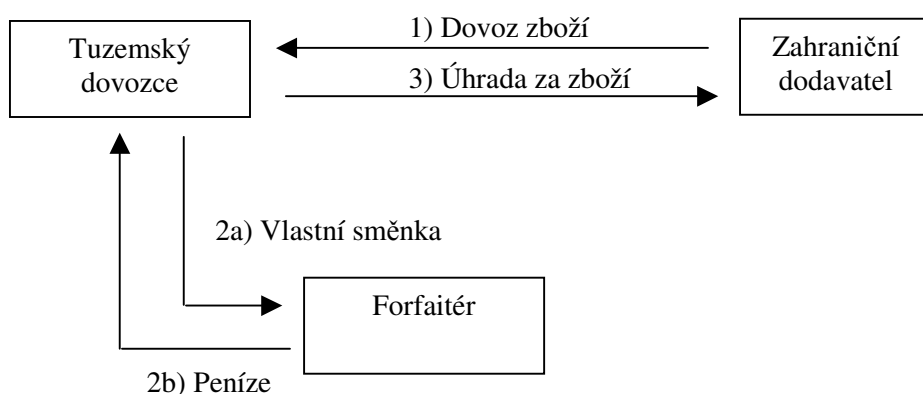 1) Dovoz zboží
Tuzemský
dovozce
Zahraniční
dodavatel
3) Úhrada za zboží
2a) Vlastní směnka
Forfaitér
2b) Peníze